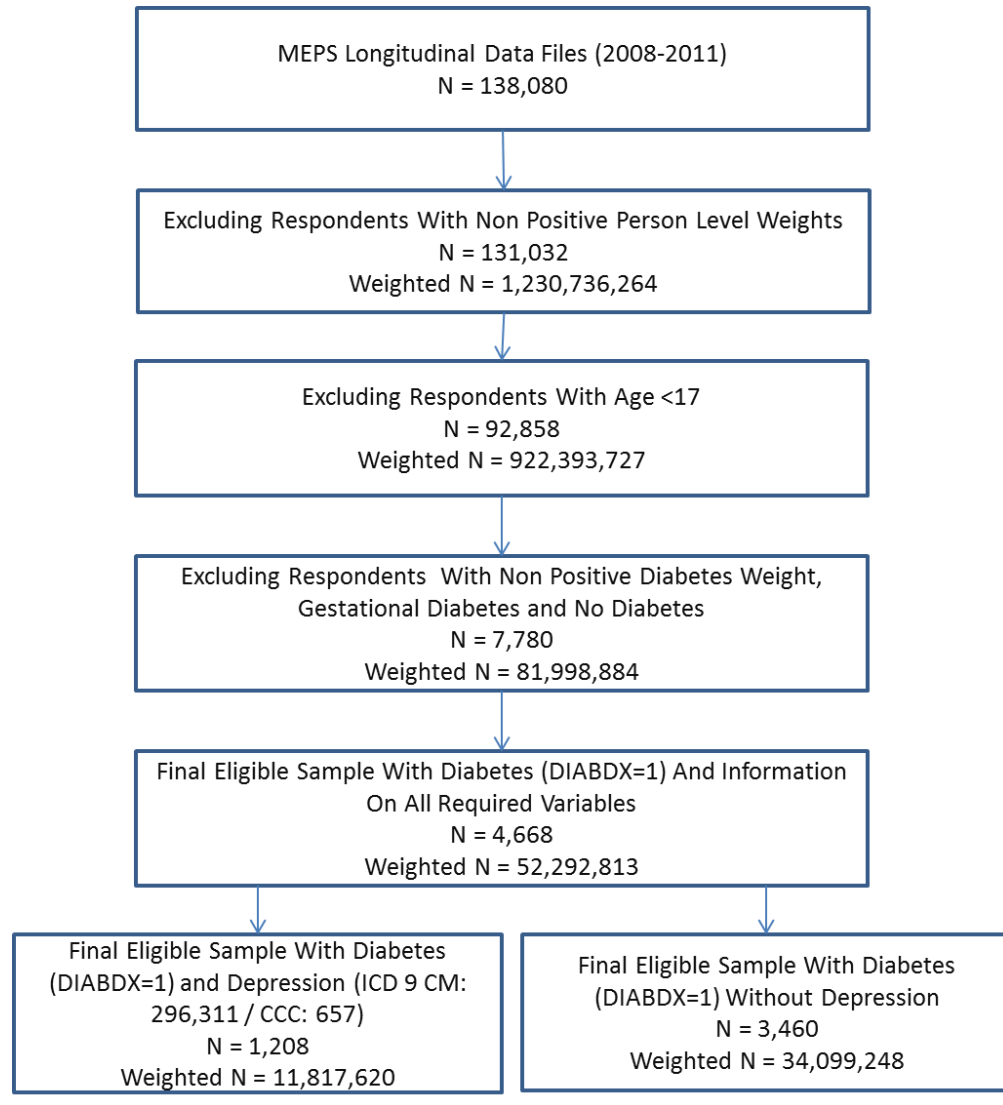 MEPS Longitudinal Data Files (2008-2011)
N = 138,080
Excluding Respondents With Non Positive Person Level Weights
N = 131,032
Weighted N = 1,230,736,264
Excluding Respondents With Age <17
N = 92,858
Weighted N = 922,393,727
Excluding Respondents With Non Positive Diabetes Weight,
Gestational Diabetes and No Diabetes
N = 7,780
Weighted N = 81,998,884
Final Eligible Sample With Diabetes (DIABDX=1) And Information
On All Required Variables
N = 4,668
Weighted N = 52,292,813
Final Eligible Sample With Diabetes
(DIABDX=1) and Depression (ICD 9 CM:
296,311 / CCC: 657)
N = 1,208
Weighted N = 11,817,620
Final Eligible Sample With Diabetes
(DIABDX=1) Without Depression
N = 3,460
Weighted N = 34,099,248